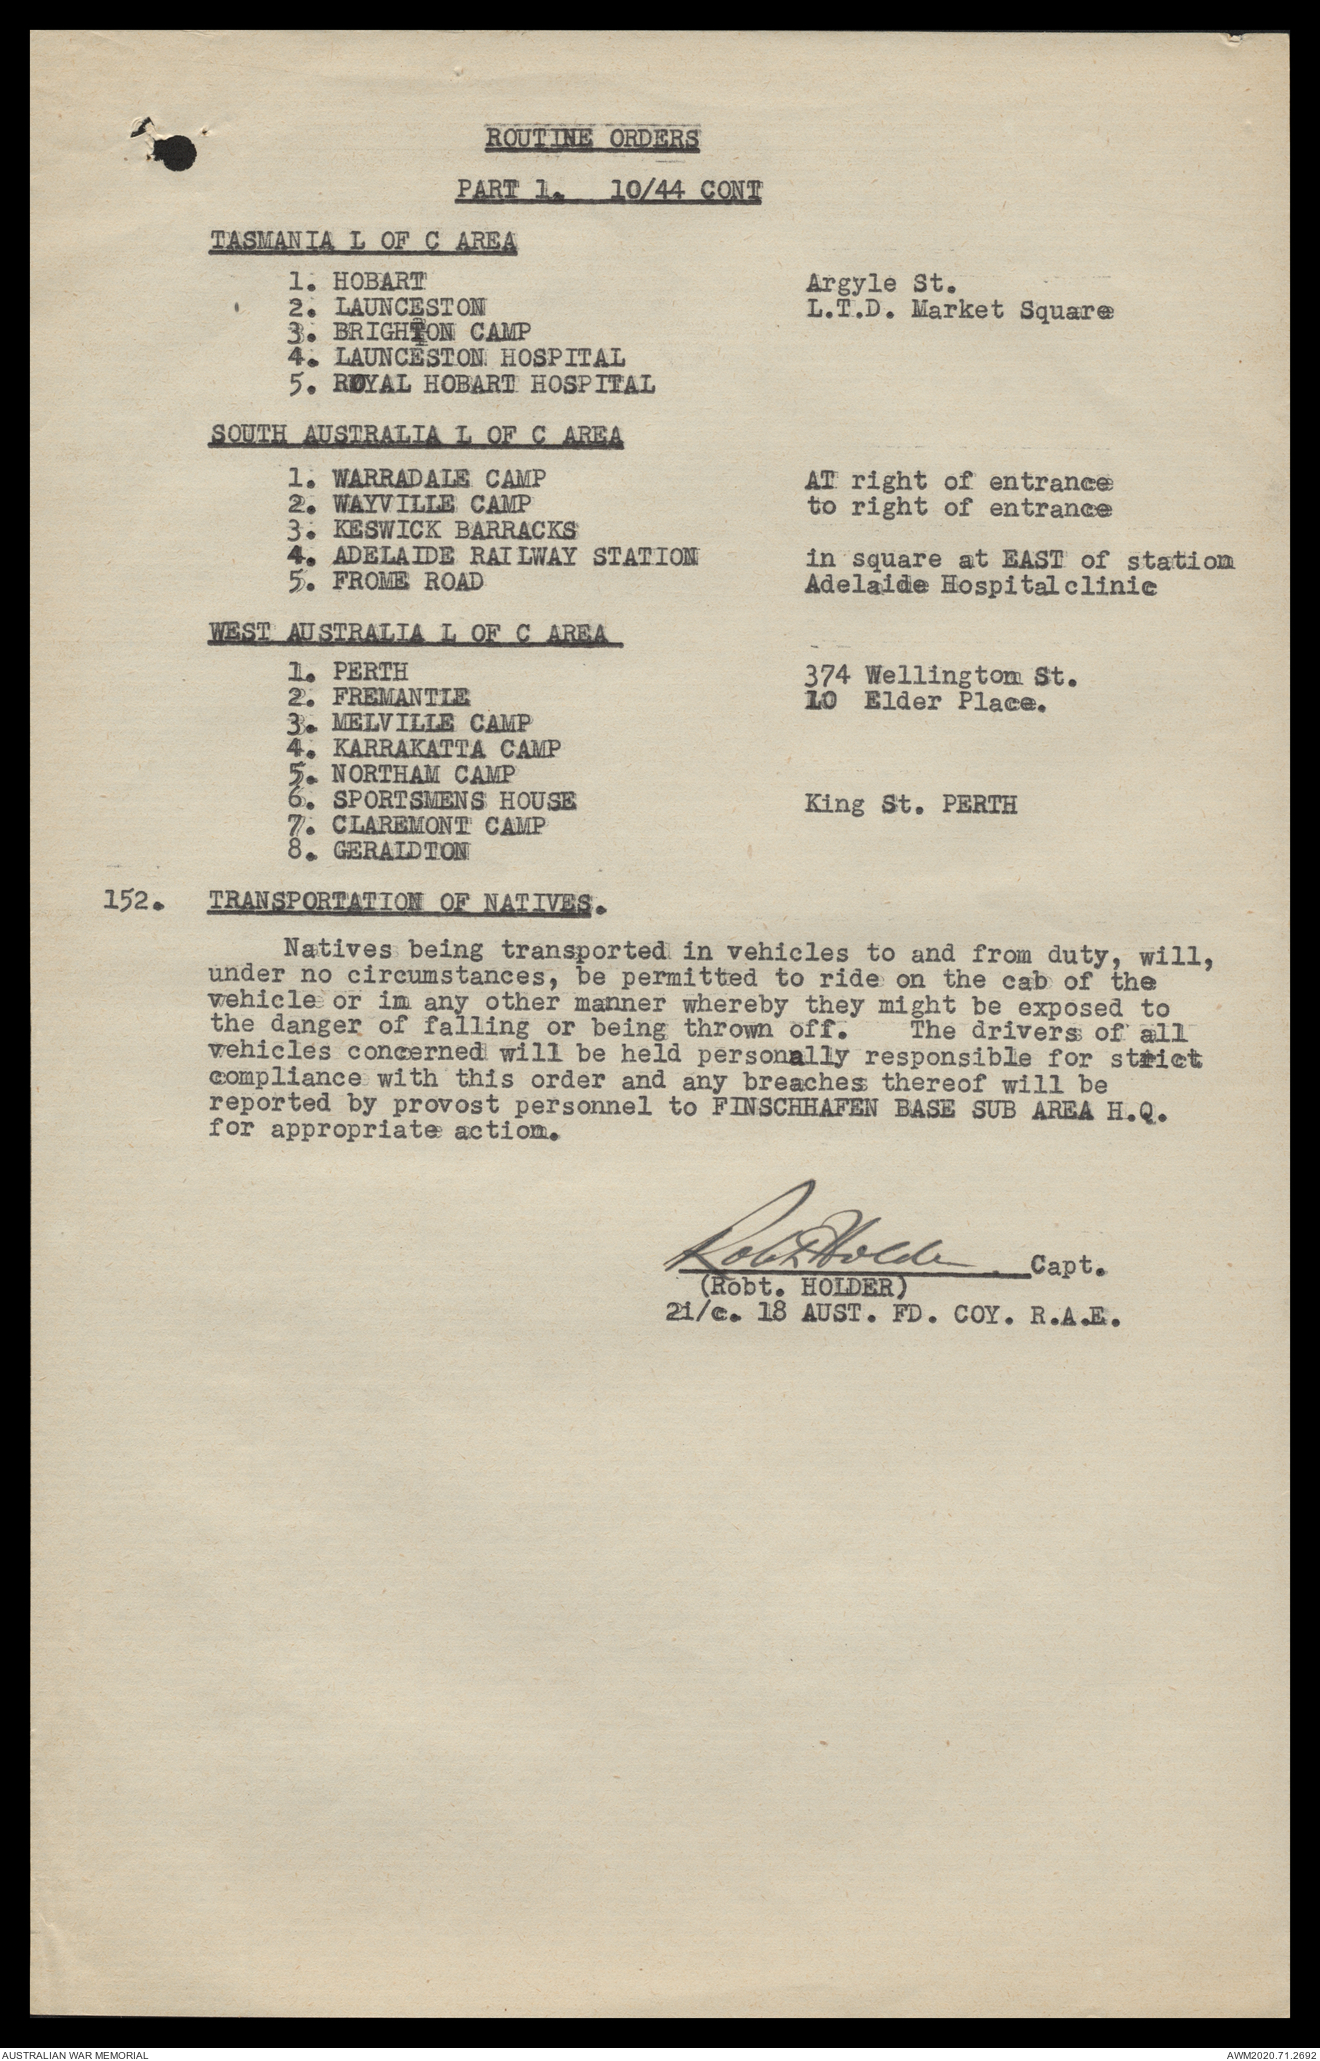 ROUTINE ORDERS
PART 1. 10/44 CONT
TASMANIA L OF C AREA
1. HOBART Argyle St.
2. LAUNCESTON L.T.D. Market Square
3. BRIGHTON CAMP
4. LAUNCESTON HOSPITAL
5. ROYAL HOBART HOSPITAL
SOUTH AUSTRALIA L OF C AREA
1. WARRADALE CAMP AT right of entrance
2. WAYVILLE CAMP to right of entrance
3. KESWICK BARRACKS
4. ADELAIDE RAILWAY STATION in square at EAST of station
5. FROME ROAD Adelaide Hospital clinic
WEST AUSTRALIA L OF C AREA
1. PERTH 374 Wellington St.
2. FREMANTLE 10 Elder Place.
3. MELVILLE CAMP
4. KARRAKATTA CAMP
5. NORTHAM CAMP
6. SPORTSMENS HOUSE King St. PERTH
7. CLAREMONT CAMP
8. GERALDTON
152. TRANSPORTATION OF NATIVES.
Natives being transported in vehicles to and from duty, will,
under no circumstances, be permitted to ride on the cab of the
vehicle or in any other manner whereby they might be exposed to
the danger of falling or being thrown off. The drivers of all
vehicles concerned will be held personally responsible for strict
compliance with this order and any breaches thereof will be
reported by provost personnel to FINSCHHAFEN BASE SUB AREA H.Q.
for appropriate action.
Robt Holder Capt.
(Robt. HOLDER)
2i/c. 18 AUST. FD. COY. R.A.E.
AUSTRALIAN WAR MEMORIAL AWM2020.71.2692